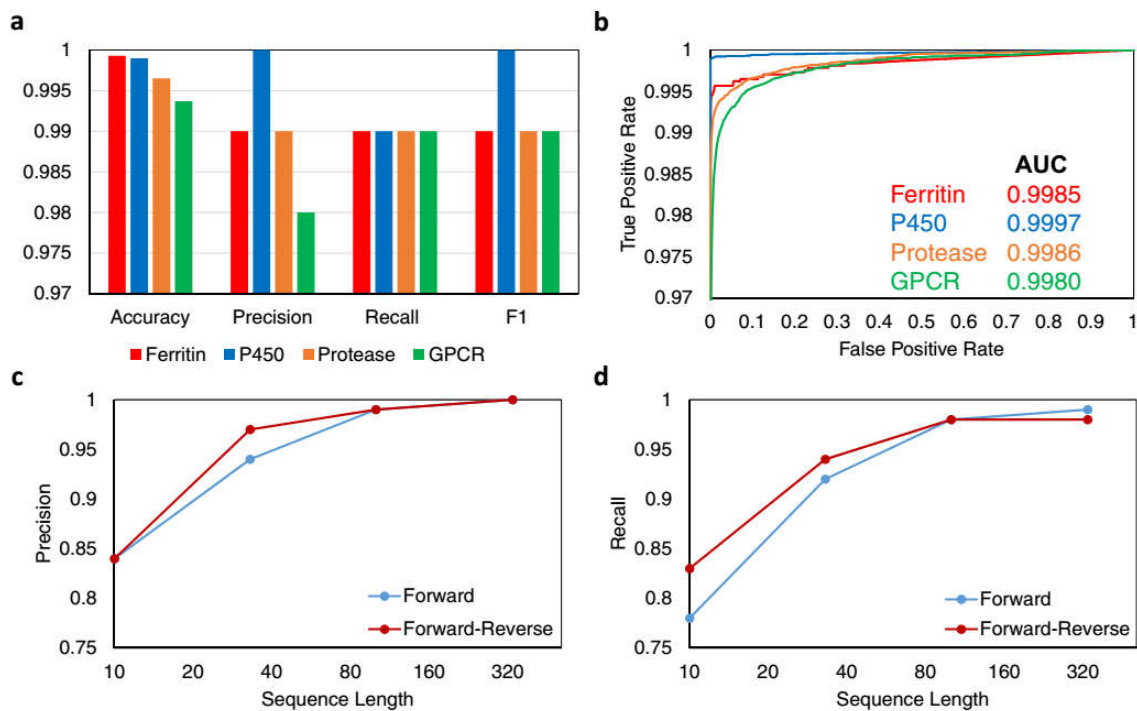 a
1
0.995
0.99
0.985
0.98
0.975
0.97
Accuracy Precision Recall F1
Ferritin P450 Protease GPCR
b
1
0.995
0.99
0.985
0.98
0.975
0.97
True Positive Rate
AUC
Ferritin 0.9985
P450 0.9997
Protease 0.9986
GPCR 0.9980
0 0.1 0.2 0.3 0.4 0.5 0.6 0.7 0.8 0.9 1
False Positive Rate
c
1
0.95
0.9
0.85
0.8
0.75
Precision
Forward
Forward-Reverse
10 20 40 80 160 320
Sequence Length
d
1
0.95
0.9
0.85
0.8
0.75
Recall
Forward
Forward-Reverse
10 20 40 80 160 320
Sequence Length